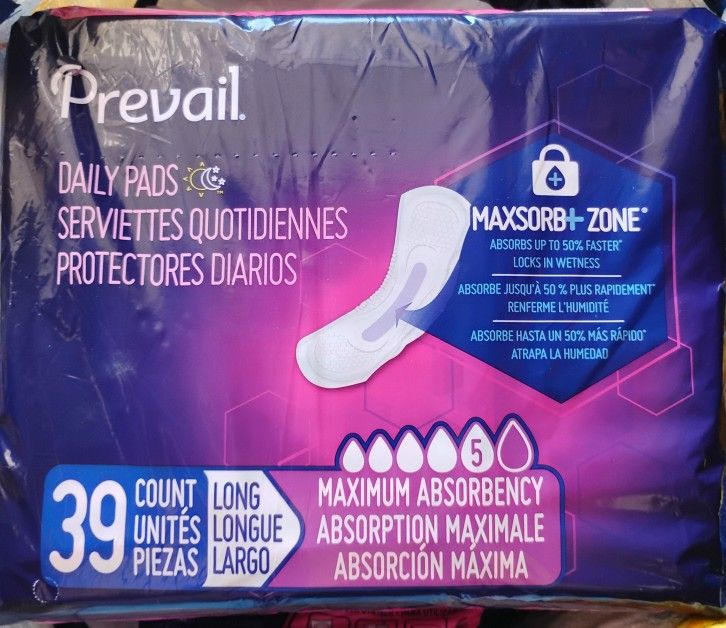 Prevail.
DAILY PADS
SERVIETTES QUOTIDIENNES
PROTECTORES DIARIOS
MAXSORB+ ZONE®
ABSORBS UP TO 50% FASTER*
LOCKS IN WETNESS
ABSORBE JUSQU'À 50 % PLUS RAPIDEMENT*
RENFERME L'HUMIDITÉ
ABSORBE HASTA UN 50% MÁS RÁPIDO*
ATRAPA LA HUMEDAD
5
39
COUNT
UNITÉS
PIEZAS
LONG
LONGUE
LARGO
MAXIMUM ABSORBENCY
ABSORPTION MAXIMALE
ABSORCIÓN MÁXIMA